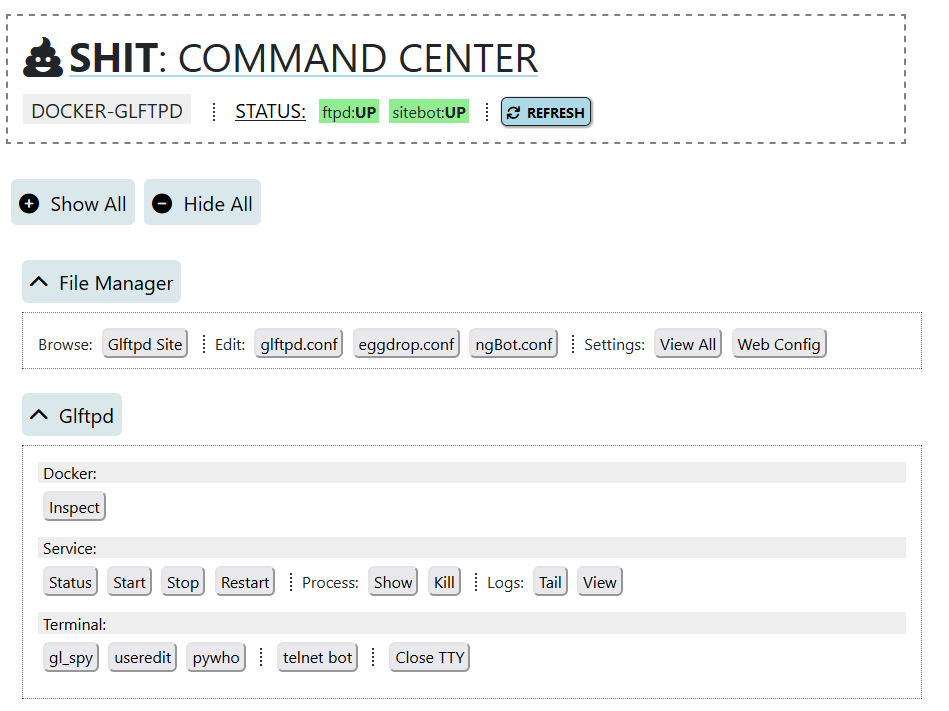 SHIT: COMMAND CENTER
DOCKER-GLFTPD STATUS: ftpd:UP sitebot:UP REFRESH
Show All Hide All
File Manager
Browse: Glftpd Site Edit: glftpd.conf eggdrop.conf ngBot.conf Settings: View All Web Config
Glftpd
Docker:
Inspect
Service:
Status Start Stop Restart Process: Show Kill Logs: Tail View
Terminal:
gl_spy useredit pywho telnet bot Close TTY